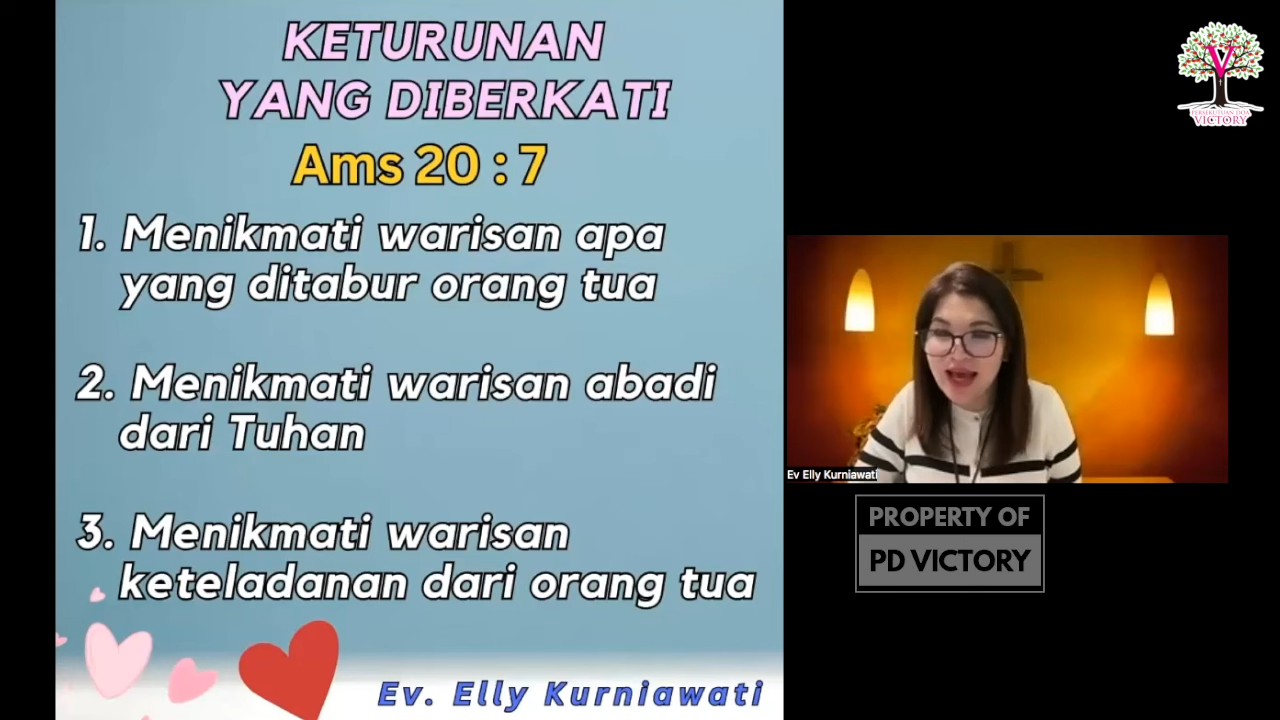 KETURUNAN
YANG DIBERKATI
Ams 20 : 7
1. Menikmati warisan apa
yang ditabur orang tua
2. Menikmati warisan abadi
dari Tuhan
3. Menikmati warisan
keteladanan dari orang tua
Ev. Elly Kurniawati
V
PERSEKUTUAN DOA
VICTORY
Ev Elly Kurniawati
PROPERTY OF
PD VICTORY